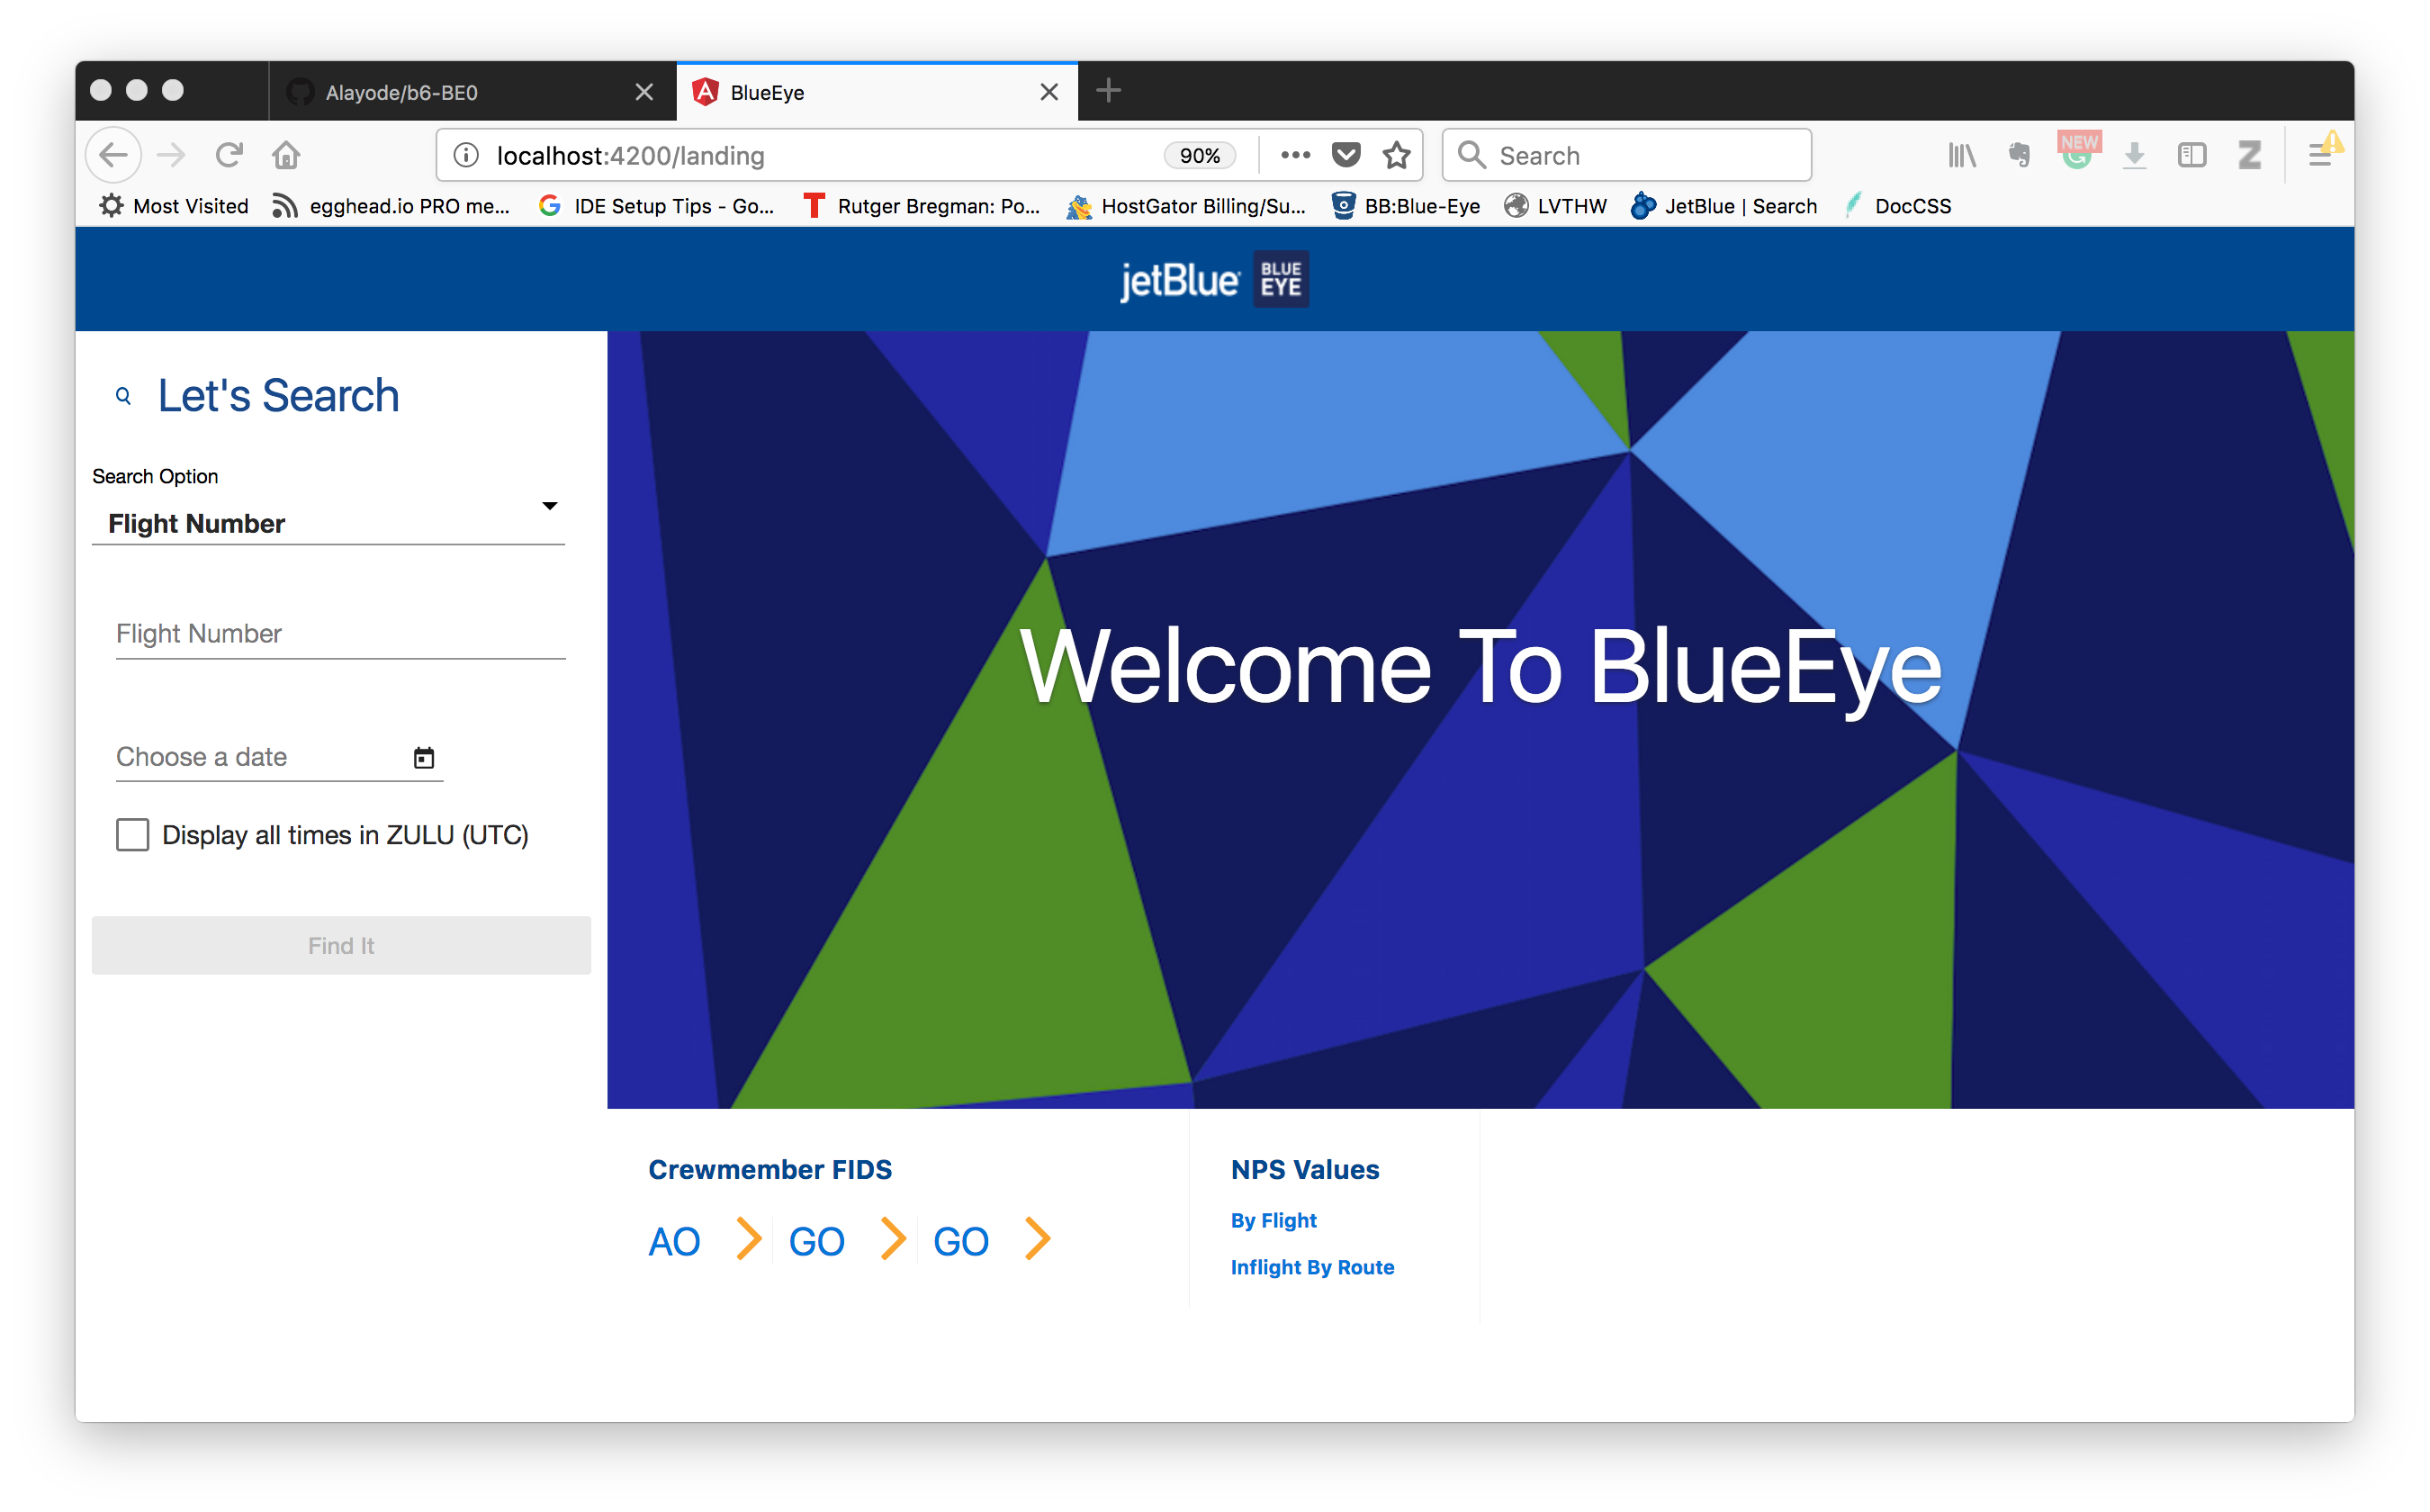 Alayode/b6-BE0
BlueEye
localhost:4200/landing
90%
Search
NEW
Most Visited
egghead.io PRO me...
IDE Setup Tips - Go...
Rutger Bregman: Po...
HostGator Billing/Su...
BB:Blue-Eye
LVTHW
JetBlue | Search
DocCSS
jetBlue
BLUE
EYE
Let's Search
Search Option
Flight Number
Flight Number
Choose a date
Display all times in ZULU (UTC)
Find It
Welcome To BlueEye
Crewmember FIDS
AO
GO
GO
NPS Values
By Flight
Inflight By Route